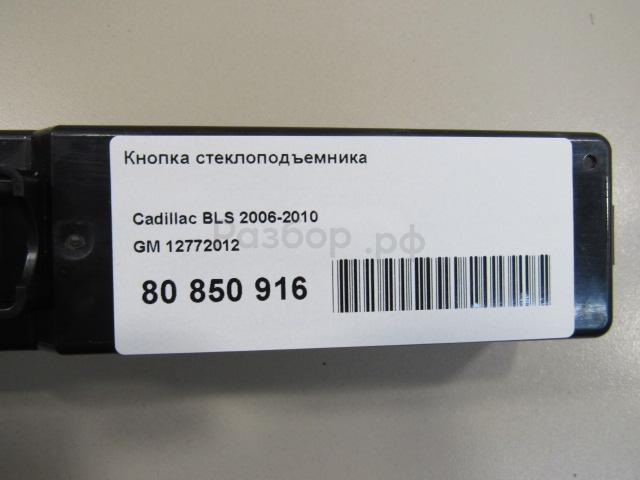 Кнопка стеклоподъемника
Cadillac BLS 2006-2010
Разбор.рф
GM 12772012
80 850 916